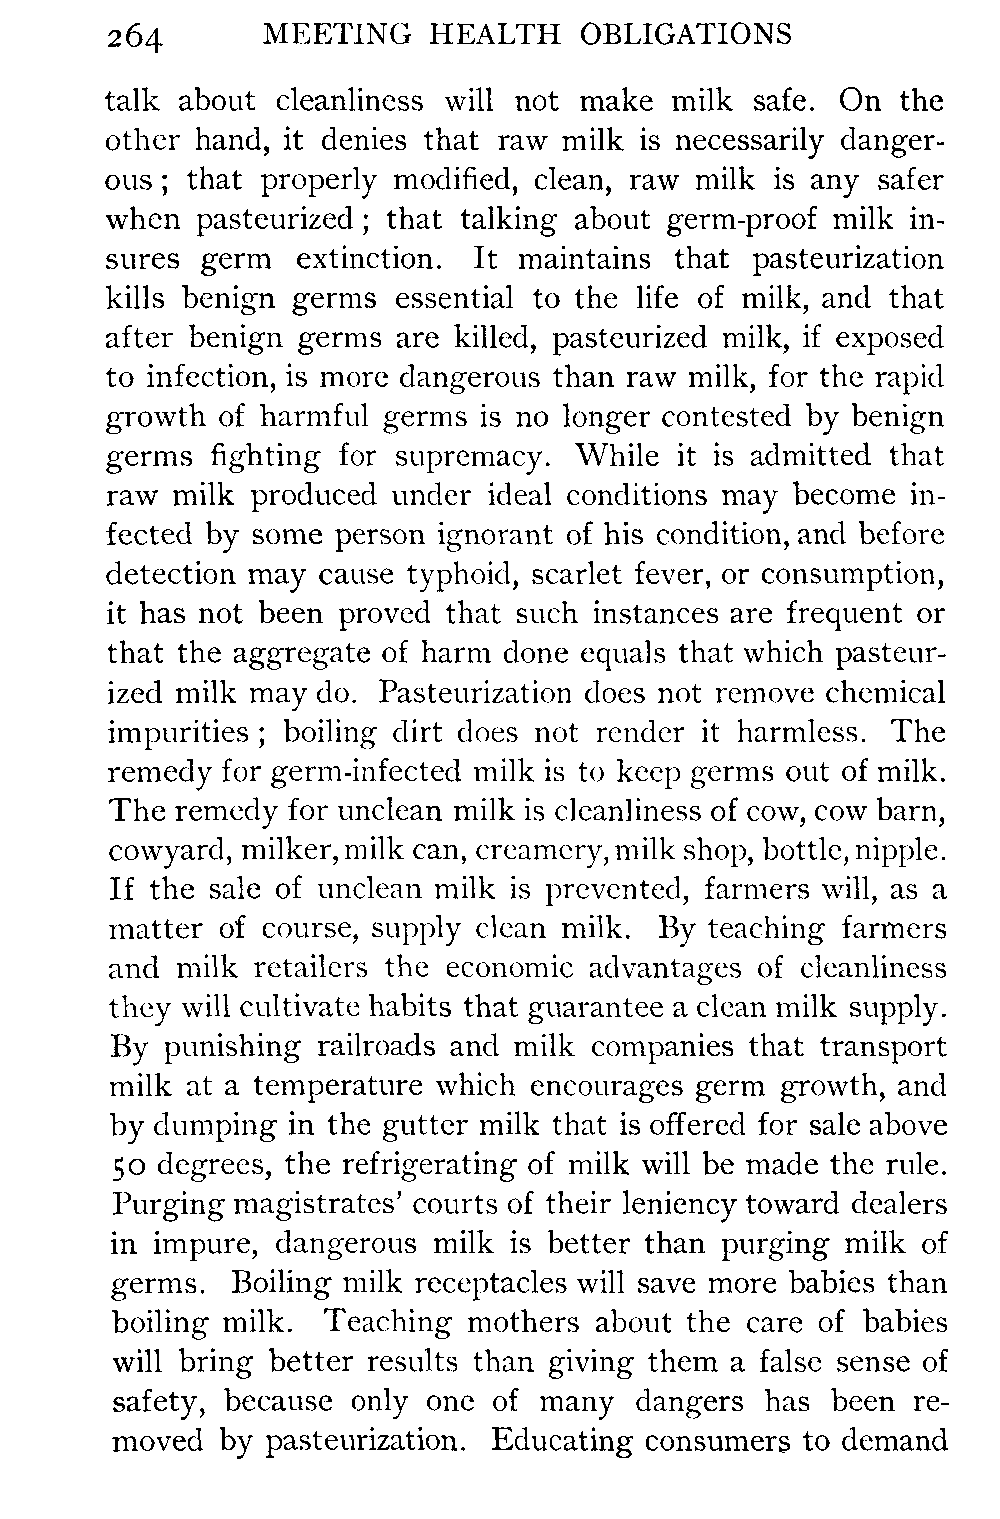 264 MEETING HEALTH OBLIGATIONS
talk about cleanliness will not make milk safe. On the
other hand, it denies that raw milk is necessarily danger-
ous ; that properly modified, clean, raw milk is any safer
when pasteurized ; that talking about germ-proof milk in-
sures germ extinction. It maintains that pasteurization
kills benign germs essential to the life of milk, and that
after benign germs are killed, pasteurized milk, if exposed
to infection, is more dangerous than raw milk, for the rapid
growth of harmful germs is no longer contested by benign
germs fighting for supremacy. While it is admitted that
raw milk produced under ideal conditions may become in-
fected by some person ignorant of his condition, and before
detection may cause typhoid, scarlet fever, or consumption,
it has not been proved that such instances are frequent or
that the aggregate of harm done equals that which pasteur-
ized milk may do. Pasteurization does not remove chemical
impurities ; boiling dirt does not render it harmless. The
remedy for germ-infected milk is to keep germs out of milk.
The remedy for unclean milk is cleanliness of cow, cow barn,
cowyard, milker, milk can, creamery, milk shop, bottle, nipple.
If the sale of unclean milk is prevented, farmers will, as a
matter of course, supply clean milk. By teaching farmers
and milk retailers the economic advantages of cleanliness
they will cultivate habits that guarantee a clean milk supply.
By punishing railroads and milk companies that transport
milk at a temperature which encourages germ growth, and
by dumping in the gutter milk that is offered for sale above
50 degrees, the refrigerating of milk will be made the rule.
Purging magistrates' courts of their leniency toward dealers
in impure, dangerous milk is better than purging milk of
germs. Boiling milk receptacles will save more babies than
boiling milk. Teaching mothers about the care of babies
will bring better results than giving them a false sense of
safety, because only one of many dangers has been re-
moved by pasteurization. Educating consumers to demand